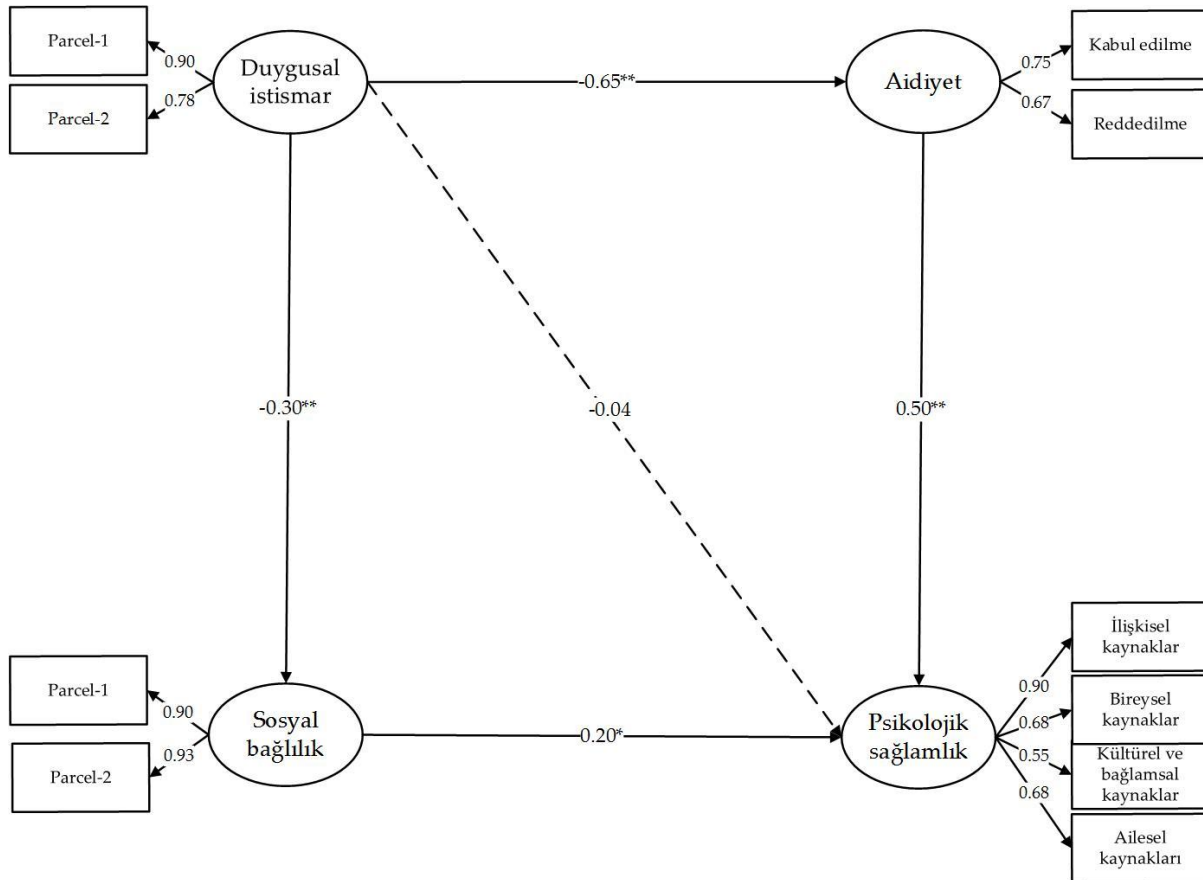 Parcel-1
0.90
Parcel-2
0.78
Duygusal
istismar
-0.65**
Aidiyet
0.75
Kabul edilme
0.67
Reddedilme
-0.30**
-0.04
0.50**
Parcel-1
0.90
Parcel-2
0.93
Sosyal
bağlılık
0.20*
Psikolojik
sağlamlık
0.90
İlişkisel
kaynaklar
0.68
Bireysel
kaynaklar
0.55
Kültürel ve
bağlamsal
kaynaklar
0.68
Ailesel
kaynakları